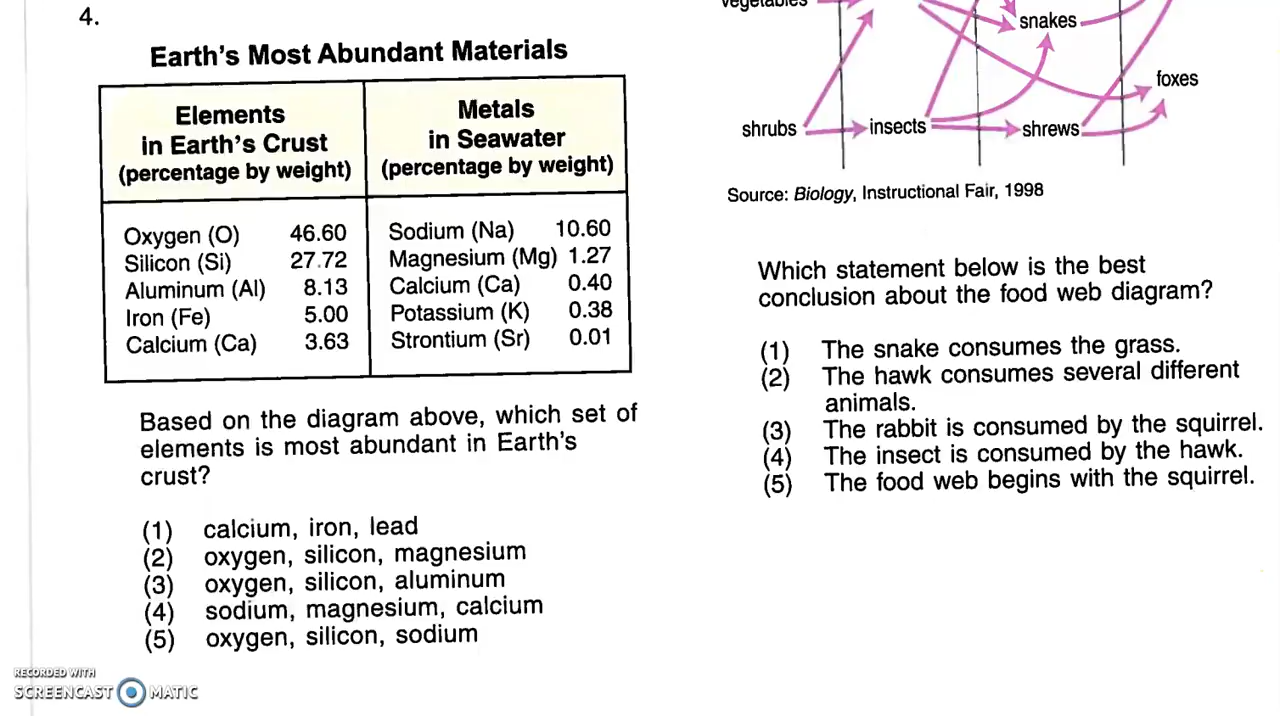 4.
Earth's Most Abundant Materials
Elements
in Earth's Crust
(percentage by weight)
Metals
in Seawater
(percentage by weight)
Oxygen (O) 46.60
Silicon (Si) 27.72
Aluminum (Al) 8.13
Iron (Fe) 5.00
Calcium (Ca) 3.63
Sodium (Na) 10.60
Magnesium (Mg) 1.27
Calcium (Ca) 0.40
Potassium (K) 0.38
Strontium (Sr) 0.01
Based on the diagram above, which set of
elements is most abundant in Earth's
crust?
(1) calcium, iron, lead
(2) oxygen, silicon, magnesium
(3) oxygen, silicon, aluminum
(4) sodium, magnesium, calcium
(5) oxygen, silicon, sodium
vegetables
snakes
foxes
shrubs insects shrews
Source: Biology, Instructional Fair, 1998
Which statement below is the best
conclusion about the food web diagram?
(1) The snake consumes the grass.
(2) The hawk consumes several different
animals.
(3) The rabbit is consumed by the squirrel.
(4) The insect is consumed by the hawk.
(5) The food web begins with the squirrel.
RECORDED WITH
SCREENCAST MATIC